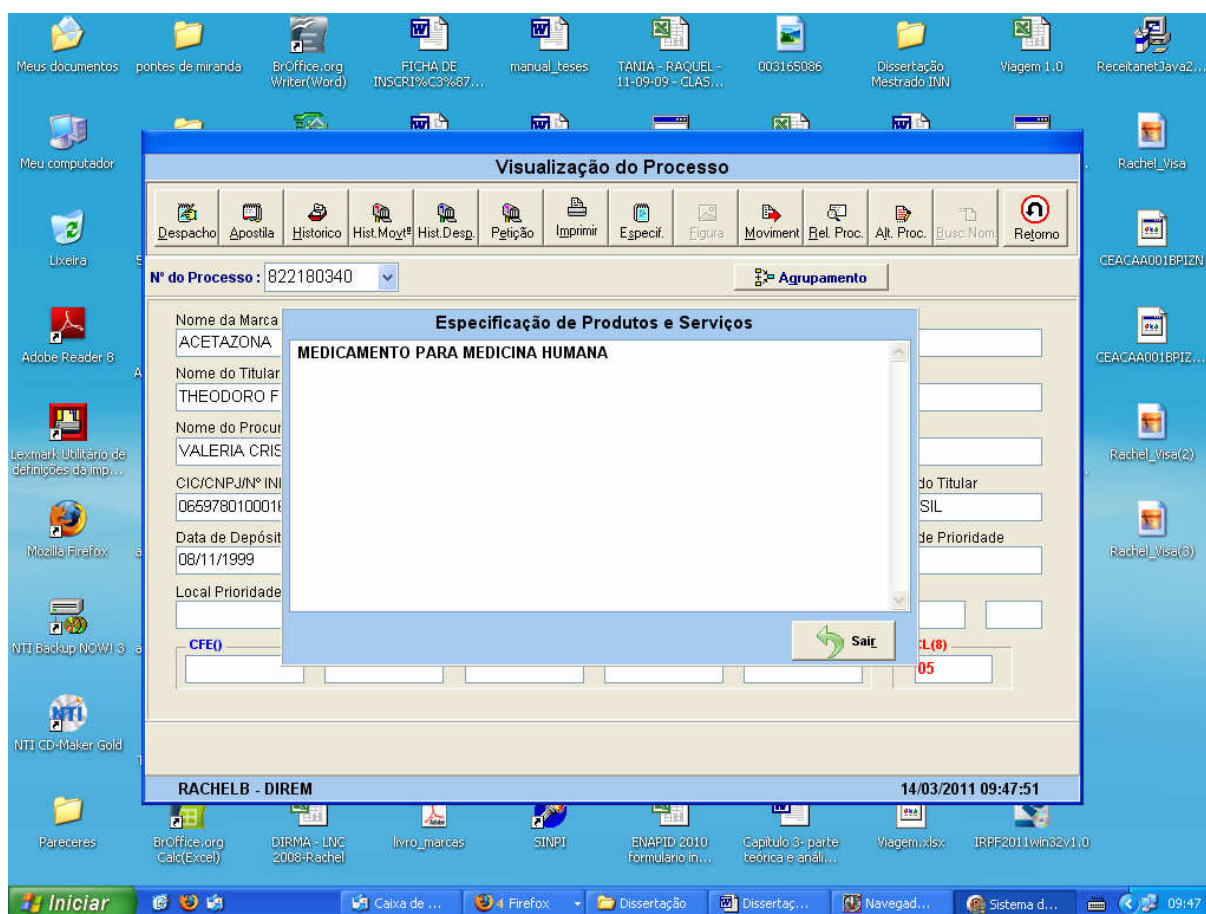 Meus documentos
pontes de miranda
BrOffice.org
Writer(Word)
FICHA DE
INSCRI%C3%87...
manual_teses
TANIA - RAQUEL -
11-09-09 - CLAS...
003165086
Dissertação
Mestrado INN
Viagem 1.0
ReceitanetJava2...
Meu computador
Rachel_Visa
Visualização do Processo
Despacho
Apostila
Historico
Hist.Movtº
Hist.Desp.
Petição
Imprimir
Especif.
Figura
Moviment
Rel. Proc.
Alt. Proc.
Busc.Nom.
Retorno
Lixeira
CEACAA001BPIZN
Nº do Processo : 822180340
Agrupamento
Nome da Marca
ACETAZONA
Especificação de Produtos e Serviços
MEDICAMENTO PARA MEDICINA HUMANA
Adobe Reader 8
CEACAA001BPIZ...
Nome do Titular
THEODORO F
Nome do Procur
VALERIA CRIS
Lexmark Utilitário de
definições da imp...
Rachel_Visa(2)
CIC/CNPJ/Nº INI
do Titular
SIL
Data de Depósit
de Prioridade
08/11/1999
Mozilla Firefox
Rachel_Visa(3)
Local Prioridade
Sair
NTI Backup NOW! 3
CFE()
CL(8)
05
NTI CD-Maker Gold
RACHELB - DIREM
14/03/2011 09:47:51
Pareceres
BrOffice.org
Calc(Excel)
DIRMA - LNC
2008-Rachel
livro_marcas
SINPI
ENAPID 2010
formulario in...
Capítulo 3- parte
teórica e análi...
Viagem.xlsx
IRPF2011win32v1.0
Iniciar
Caixa de ...
4 Firefox
Dissertação
Dissertaç...
Navegad...
Sistema d...
09:47